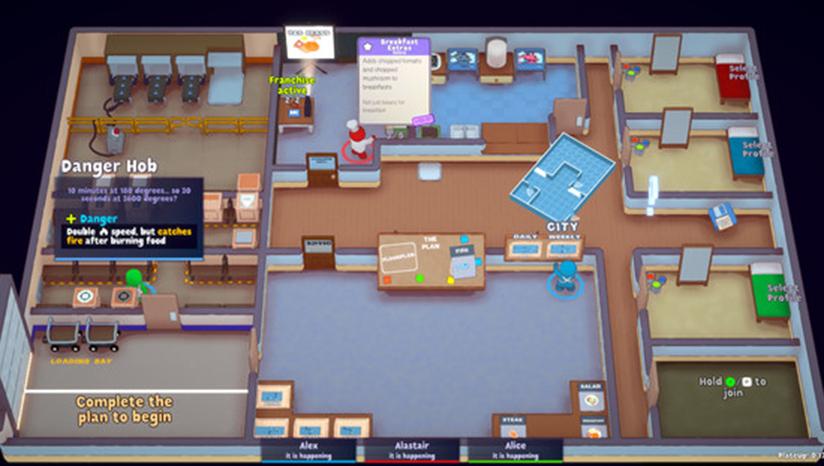 Breakfast
Extras
Adds chopped tomato
and chopped
mushroom to
breakfasts
Franchise
active
2/2
Select
Profile
Danger Hob
10 minutes at 180 degrees... so 30
seconds at 3600 degrees?
+ Danger
Double speed, but catches
fire after burning food
Select
Profile
CITY
DAILY WEEKLY
THE
PLAN
FLOORPLAN
Select
Profile
LOADING BAY
Complete the
plan to begin
Hold / to
join
SALAD
STEAK
Alex
it is happening
Alastair
it is happening
Alice
it is happening